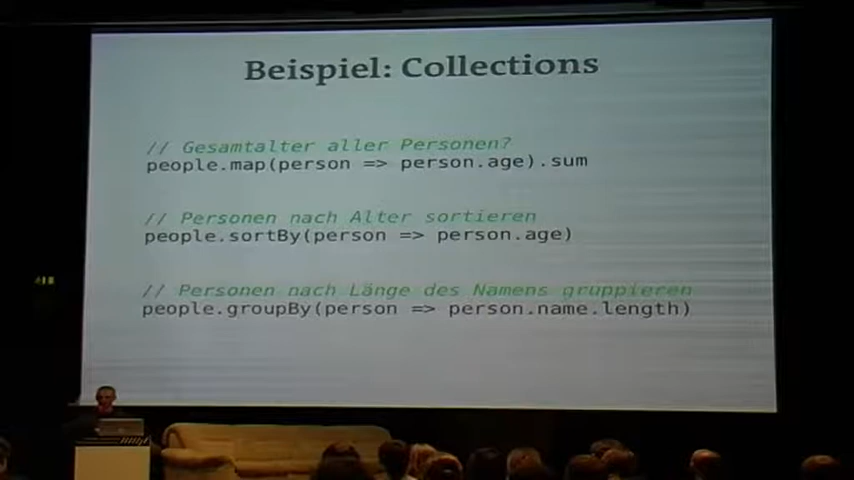 Beispiel: Collections
// Gesamtalter aller Personen?
people.map(person => person.age).sum
// Personen nach Alter sortieren
people.sortBy(person => person.age)
// Personen nach Länge des Namens gruppieren
people.groupBy(person => person.name.length)